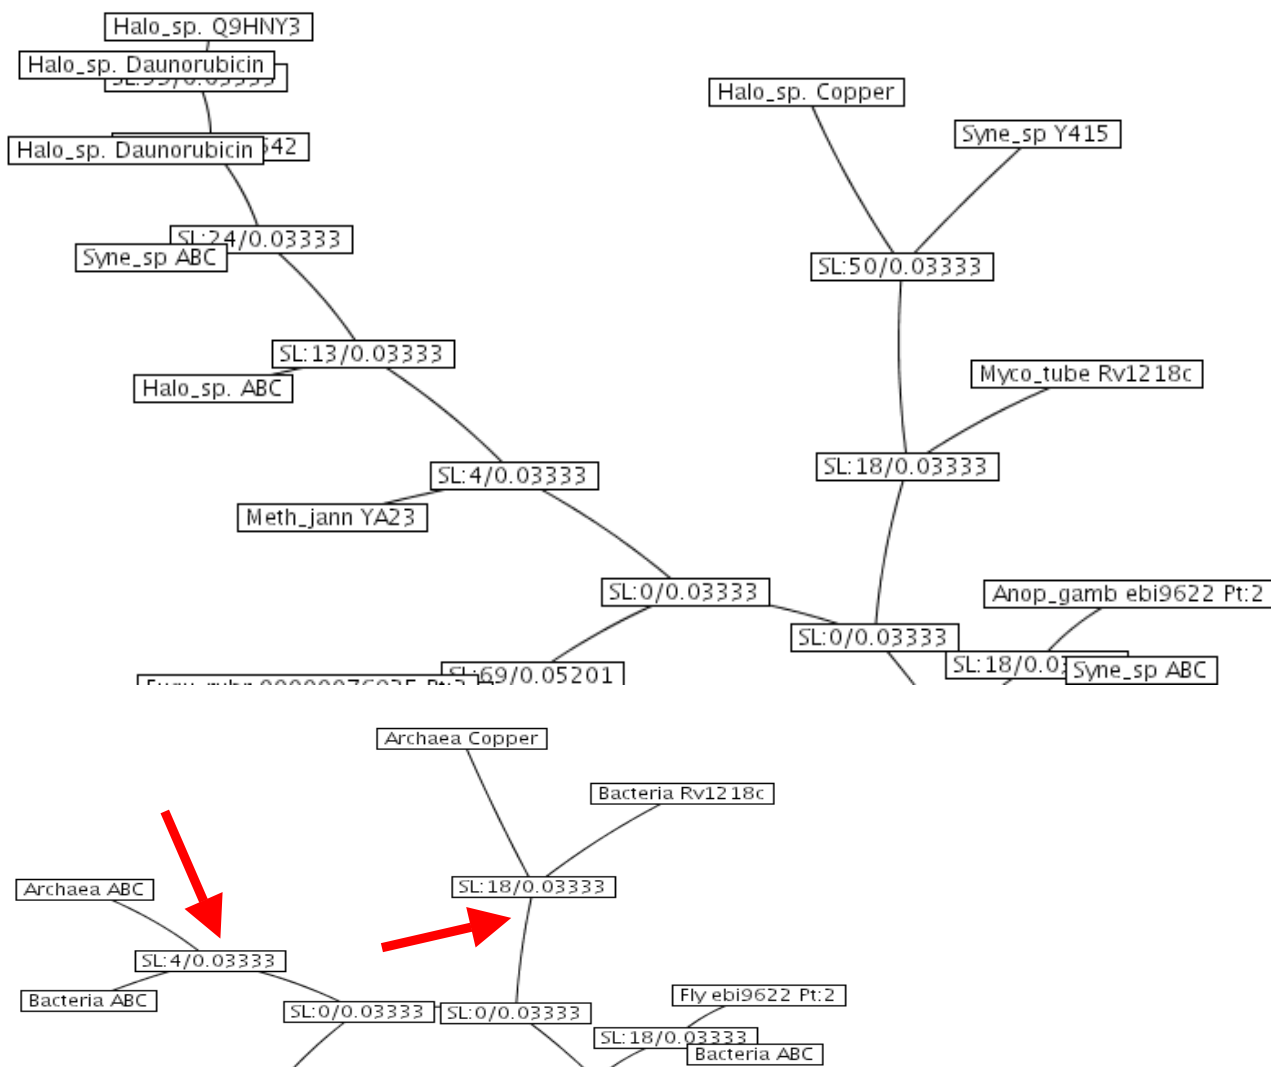 Halo_sp. Q9HNY3
Halo_sp. Daunorubicin
Halo_sp. Copper
Syne_sp Y415
Halo_sp. Daunorubicin
SL:24/0.03333
Syne_sp ABC
SL:50/0.03333
SL:13/0.03333
Halo_sp. ABC
Myco_tube Rv1218c
SL:4/0.03333
SL:18/0.03333
Meth_jann YA23
SL:0/0.03333
Anop_gamb ebi9622 Pt:2
SL:0/0.03333
SL:69/0.05201
Syne_sp ABC
Archaea Copper
Bacteria Rv1218c
Archaea ABC
SL:18/0.03333
SL:4/0.03333
Bacteria ABC
Fly ebi9622 Pt:2
SL:0/0.03333
SL:0/0.03333
SL:18/0.03333
Bacteria ABC